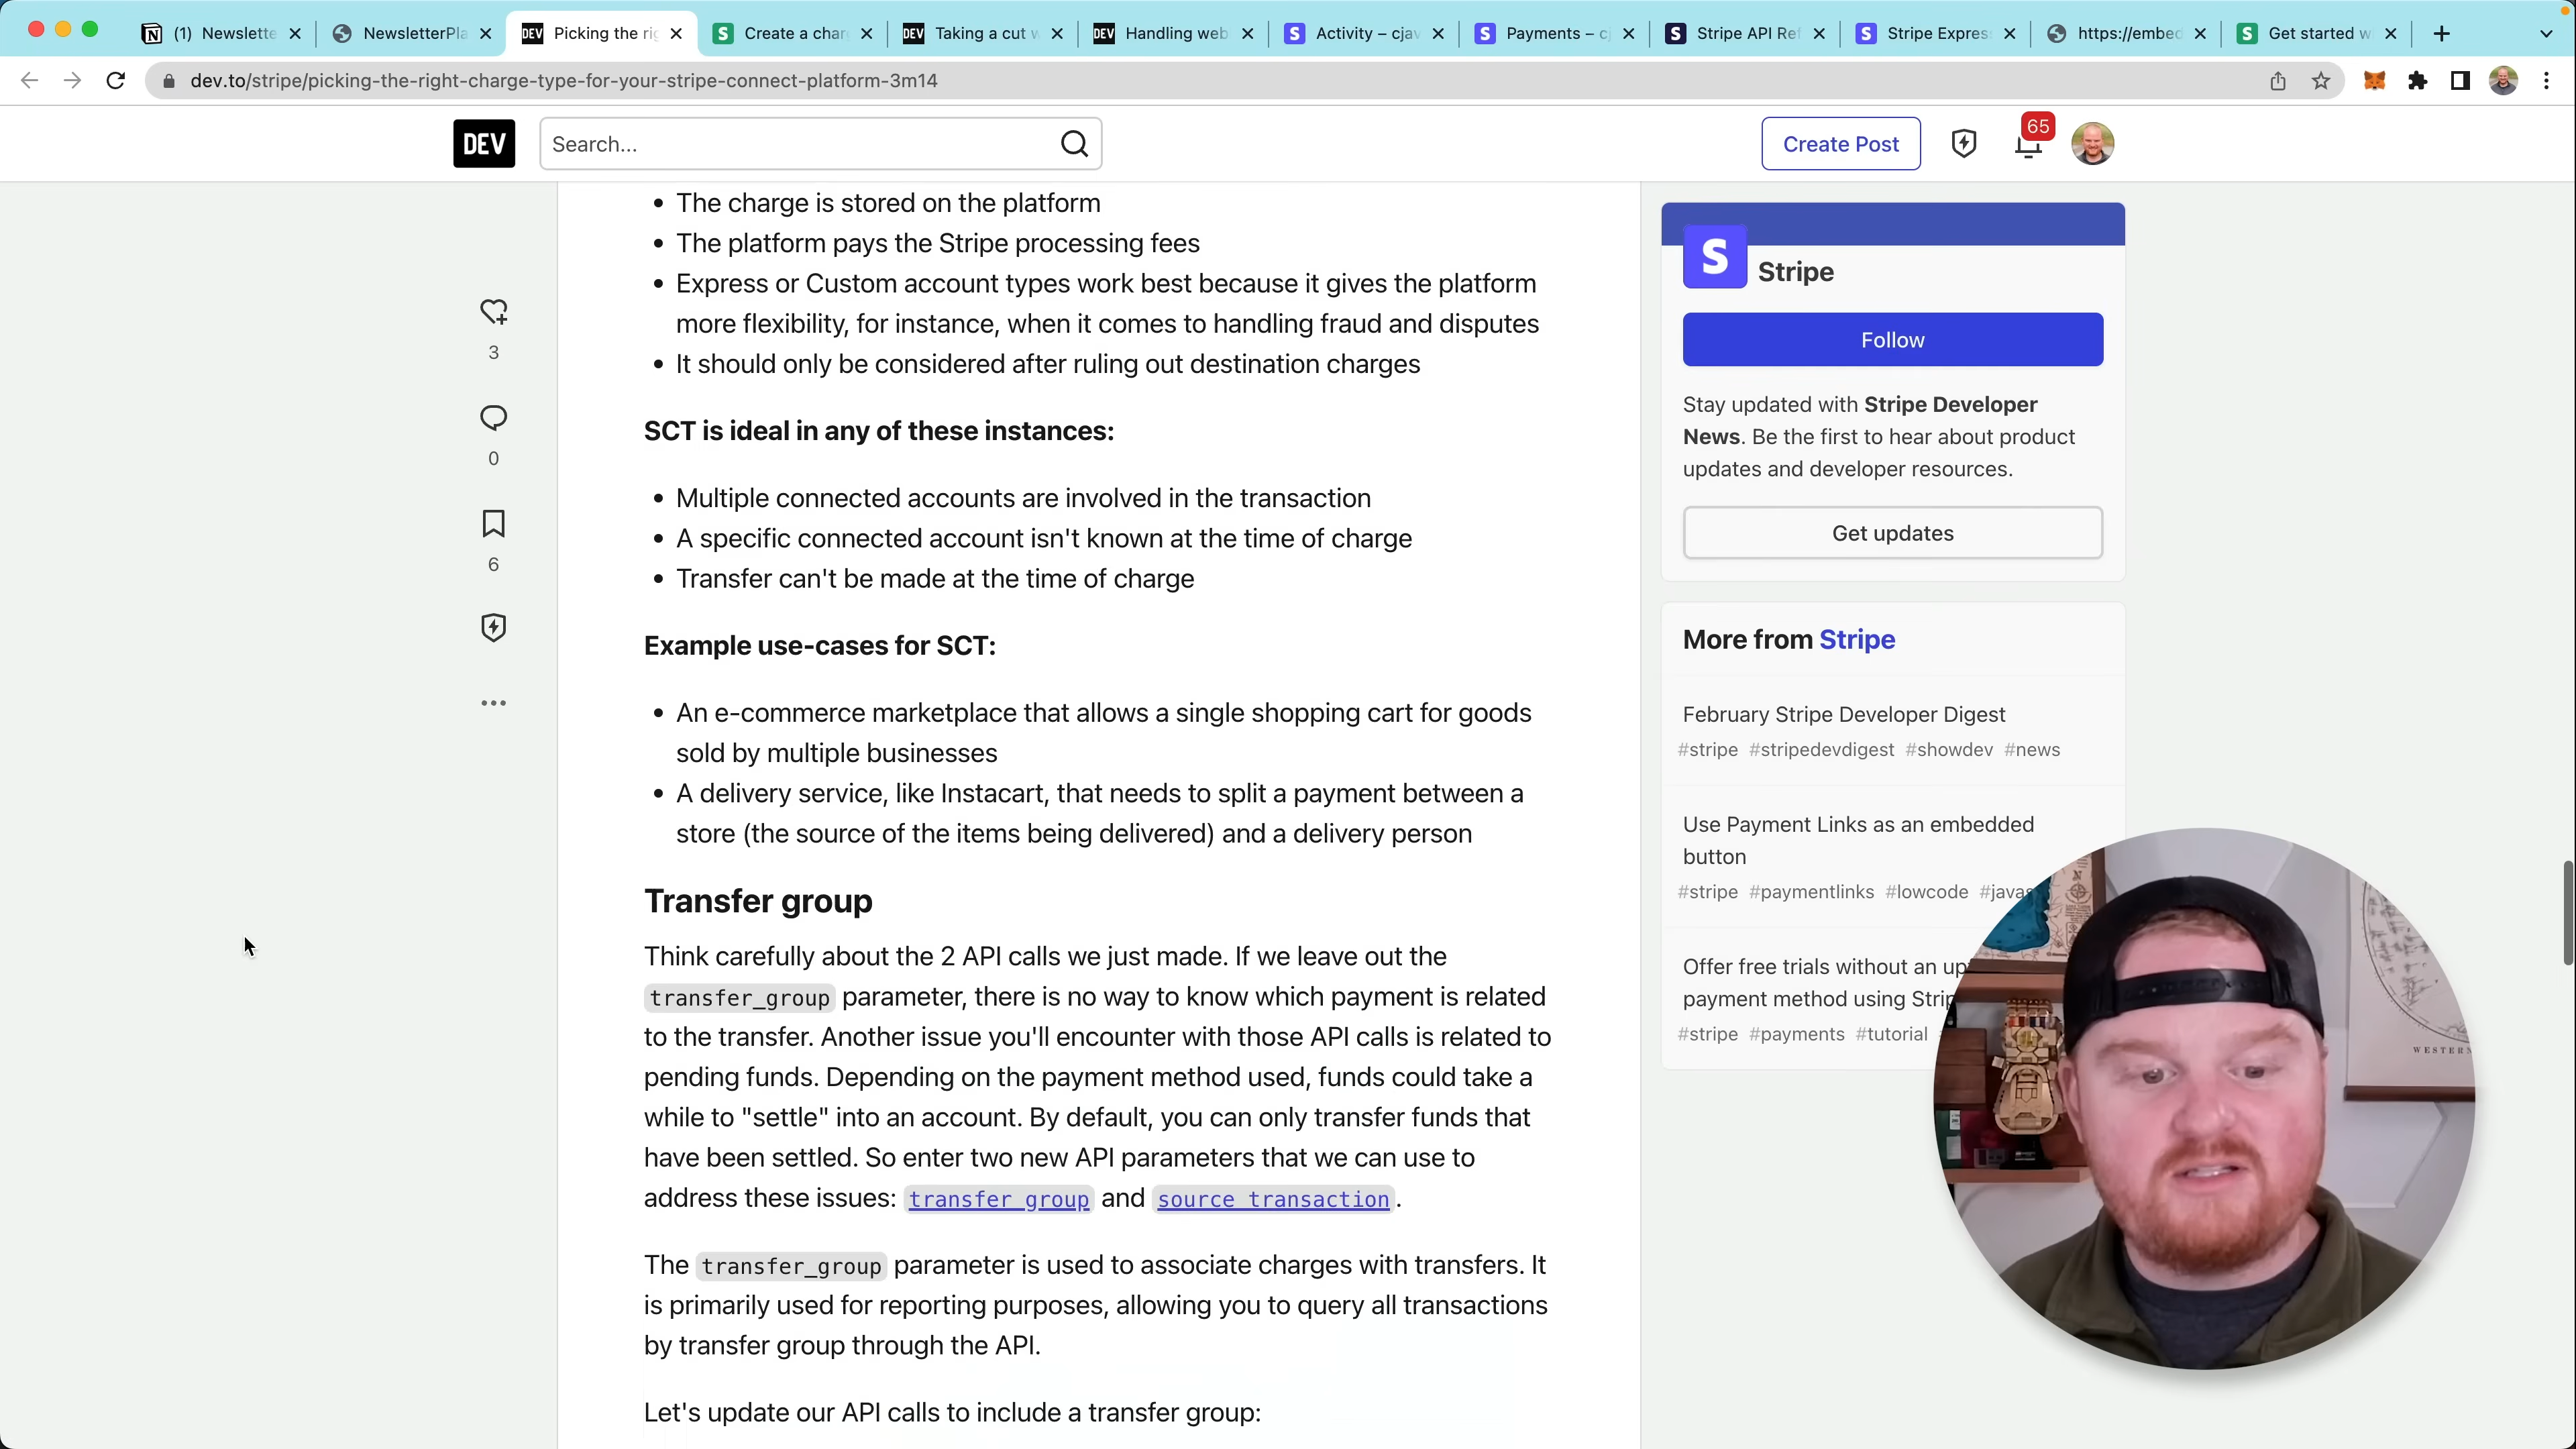 (1) Newslette
NewsletterPla
Picking the rig
Create a char
Taking a cut w
Handling web
Activity – cjav
Payments – cj
Stripe API Ref
Stripe Expres
https://embed
Get started w
dev.to/stripe/picking-the-right-charge-type-for-your-stripe-connect-platform-3m14
DEV
Search...
Create Post
65
The charge is stored on the platform
The platform pays the Stripe processing fees
Express or Custom account types work best because it gives the platform
more flexibility, for instance, when it comes to handling fraud and disputes
It should only be considered after ruling out destination charges
SCT is ideal in any of these instances:
Multiple connected accounts are involved in the transaction
A specific connected account isn't known at the time of charge
Transfer can't be made at the time of charge
Example use-cases for SCT:
An e-commerce marketplace that allows a single shopping cart for goods
sold by multiple businesses
A delivery service, like Instacart, that needs to split a payment between a
store (the source of the items being delivered) and a delivery person
Transfer group
Think carefully about the 2 API calls we just made. If we leave out the
transfer_group parameter, there is no way to know which payment is related
to the transfer. Another issue you'll encounter with those API calls is related to
pending funds. Depending on the payment method used, funds could take a
while to "settle" into an account. By default, you can only transfer funds that
have been settled. So enter two new API parameters that we can use to
address these issues: transfer_group and source_transaction.
The transfer_group parameter is used to associate charges with transfers. It
is primarily used for reporting purposes, allowing you to query all transactions
by transfer group through the API.
Let's update our API calls to include a transfer group:
3
0
6
S
Stripe
Follow
Stay updated with Stripe Developer
News. Be the first to hear about product
updates and developer resources.
Get updates
More from Stripe
February Stripe Developer Digest
#stripe #stripedevdigest #showdev #news
Use Payment Links as an embedded
button
#stripe #paymentlinks #lowcode #javas
Offer free trials without an up
payment method using Strip
#stripe #payments #tutorial
WESTERN